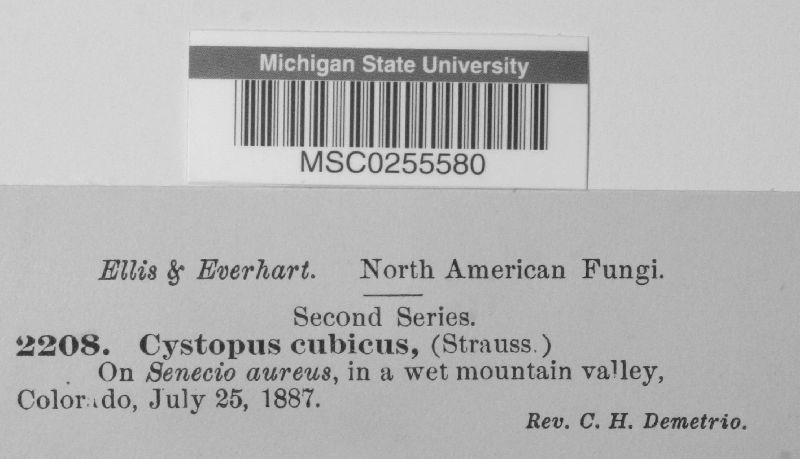 Michigan State University
MSC0255580
Ellis & Everhart. North American Fungi.
Second Series.
2208. Cystopus cubicus, (Strauss.)
On Senecio aureus, in a wet mountain valley,
Colorado, July 25, 1887.
Rev. C. H. Demetrio.